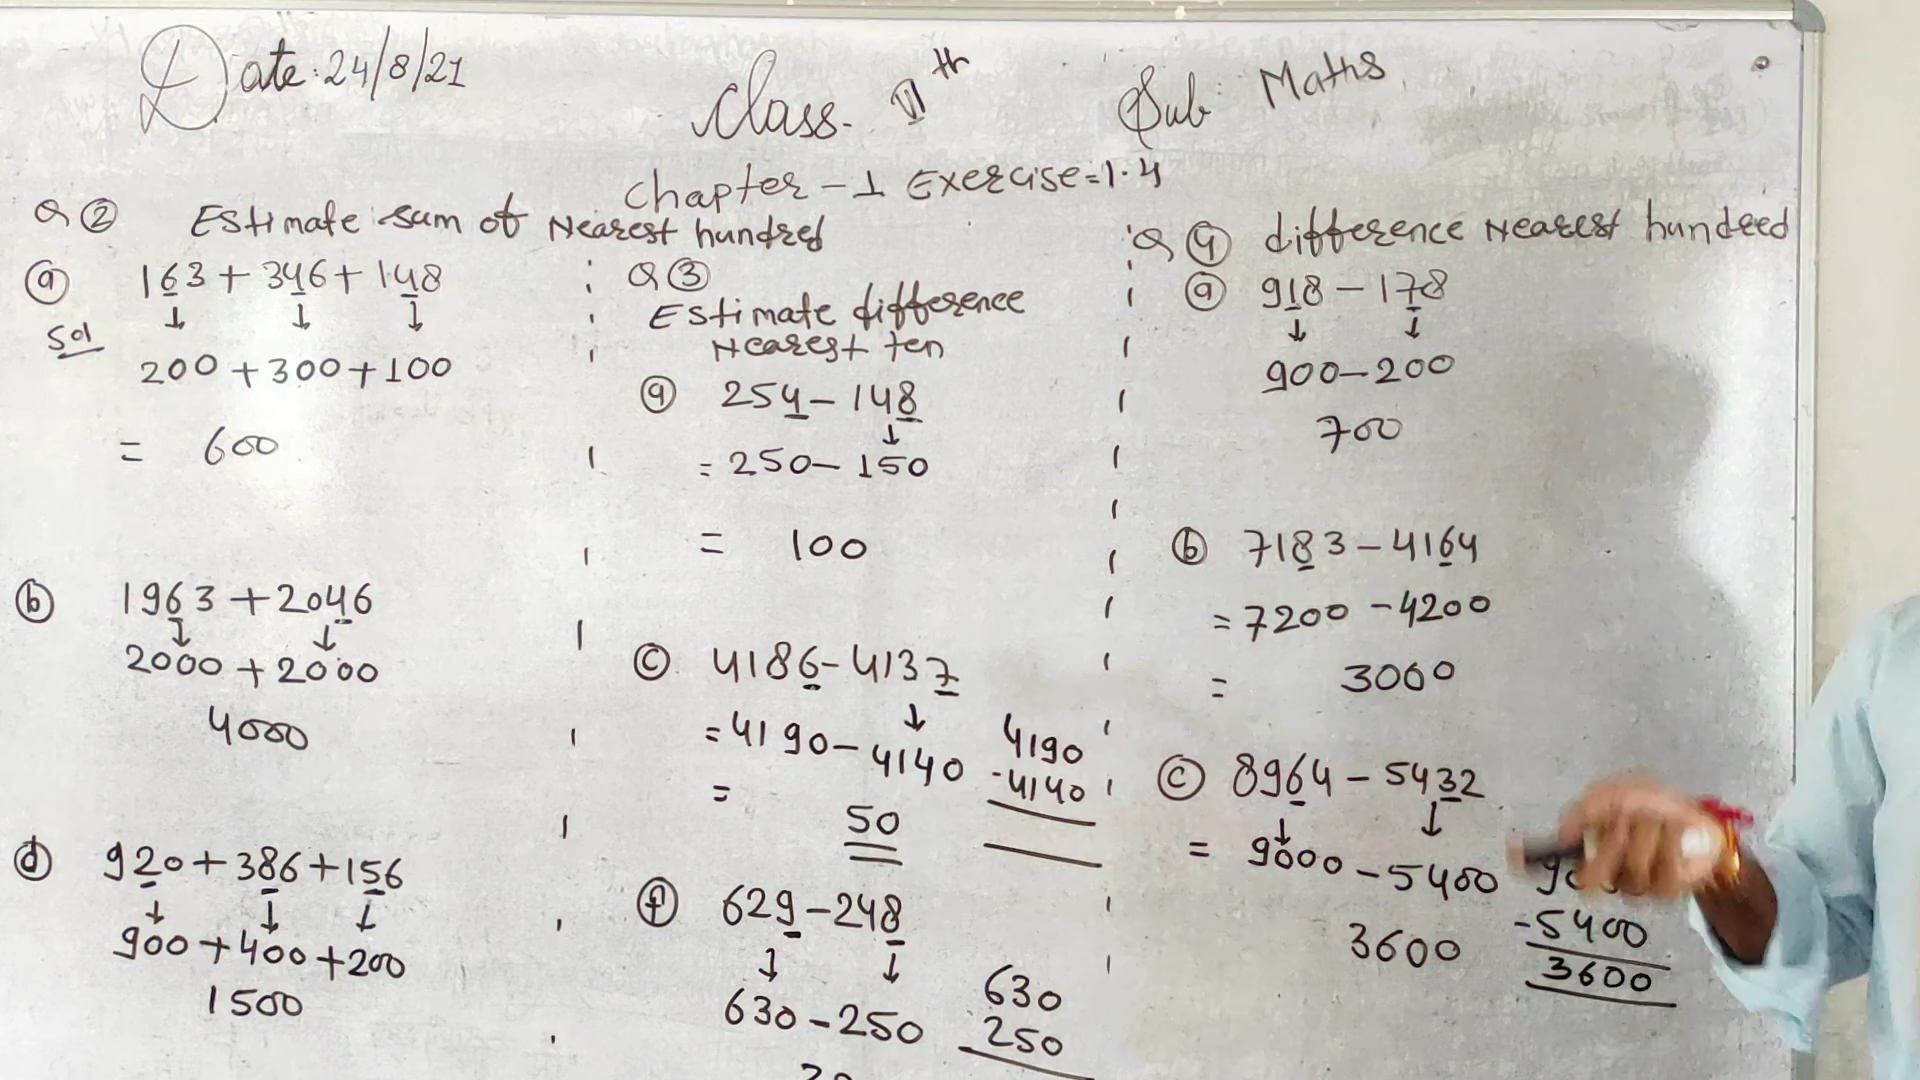 Date: 24/8/21
Class- VIth
Sub: Maths
Chapter - 1 Exercise = 1.4
Q ② Estimate sum of Nearest hundred
ⓐ 163 + 346 + 148
Sol
200 + 300 + 100
= 600
ⓑ 1963 + 2046
2000 + 2000
4000
ⓓ 920 + 386 + 156
900 + 400 + 200
1500
Q ③
Estimate difference
Nearest ten
ⓐ 254 - 148
= 250 - 150
= 100
ⓒ 4186 - 4137
= 4190 - 4140
= 50
4190
- 4140
ⓕ 629 - 248
630 - 250
630
250
Q ④ difference Nearest hundred
ⓐ 918 - 178
900 - 200
700
ⓑ 7183 - 4164
= 7200 - 4200
= 3000
ⓒ 8964 - 5432
= 9000 - 5400
3600
- 5400
3600